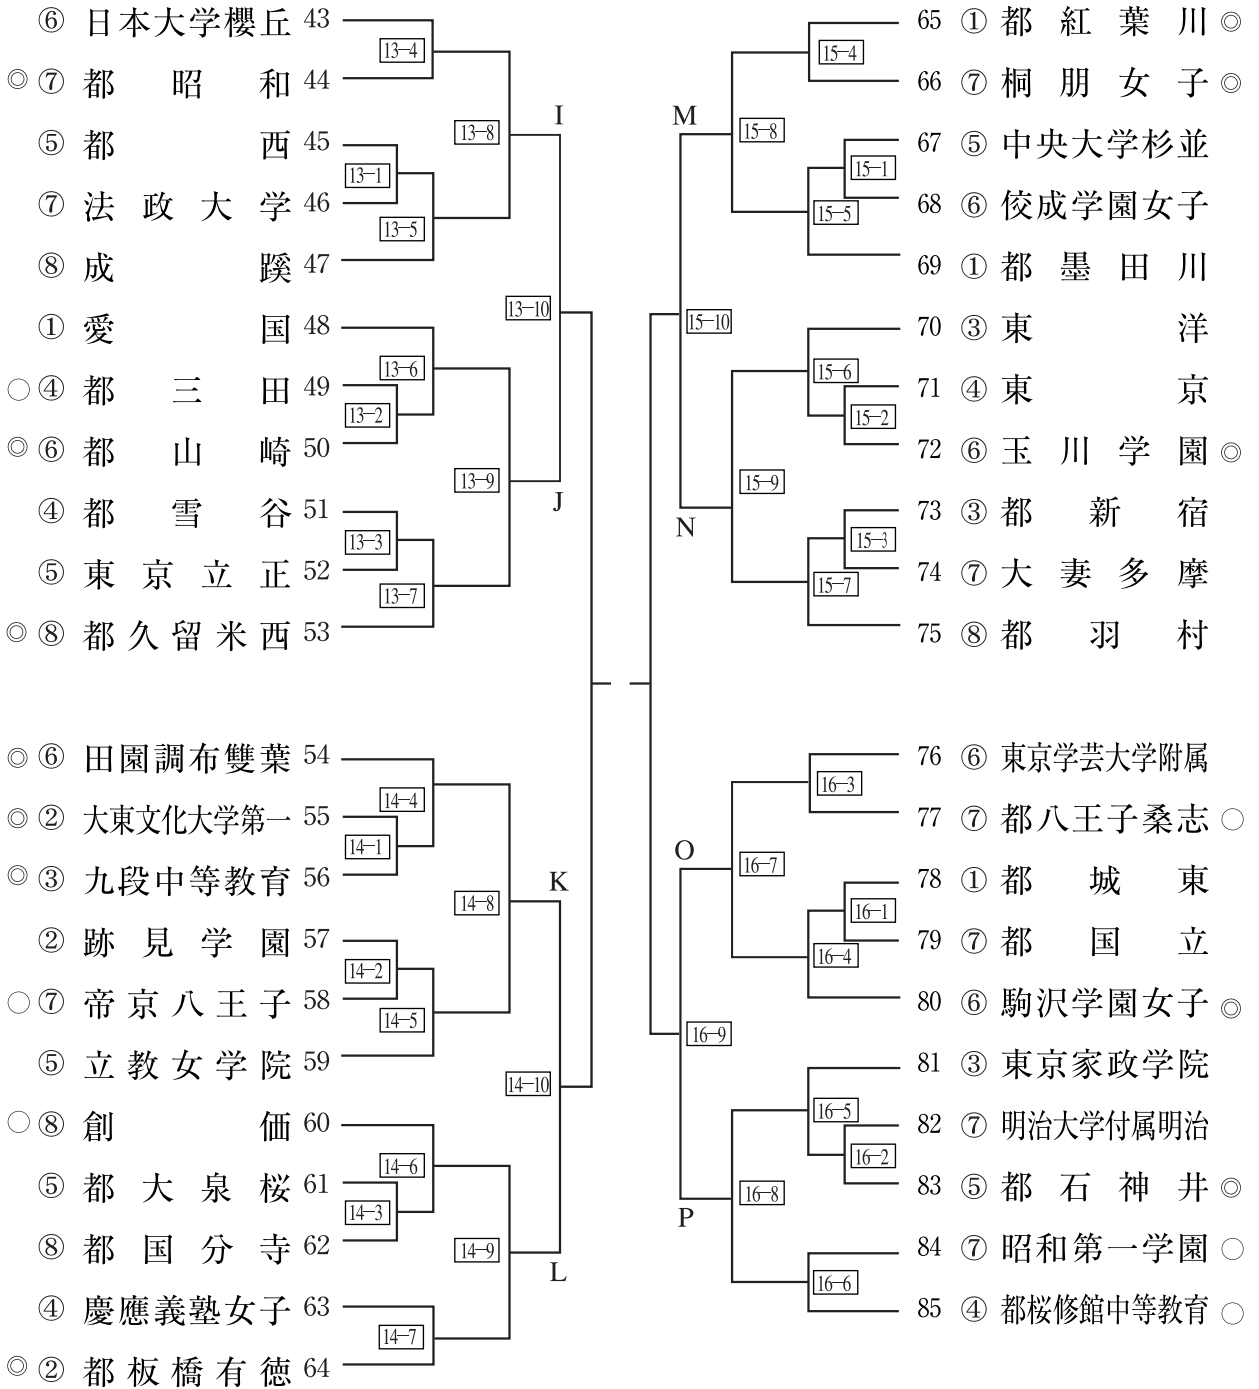 ⑥ 日本大学櫻丘 43
◎ ⑦ 都昭和 44
⑤ 都西 45
⑦ 法政大学 46
⑧ 成蹊 47
① 愛国 48
○ ④ 都三田 49
◎ ⑥ 都山崎 50
④ 都雪谷 51
⑤ 東京立正 52
◎ ⑧ 都久留米西 53
13-4
13-8
13-1
13-5
I
13-10
13-6
13-2
13-9
J
13-3
13-7
◎ ⑥ 田園調布雙葉 54
◎ ② 大東文化大学第一 55
◎ ③ 九段中等教育 56
② 跡見学園 57
○ ⑦ 帝京八王子 58
⑤ 立教女学院 59
○ ⑧ 創価 60
⑤ 都大泉桜 61
⑧ 都国分寺 62
④ 慶應義塾女子 63
◎ ② 都板橋有徳 64
14-4
14-1
14-8
K
14-2
14-5
14-10
14-6
14-3
14-9
L
14-7
65 ① 都紅葉川 ◎
66 ⑦ 桐朋女子 ◎
67 ⑤ 中央大学杉並
68 ⑥ 佼成学園女子
69 ① 都墨田川
70 ③ 東洋
71 ④ 東京
72 ⑥ 玉川学園 ◎
73 ③ 都新宿
74 ⑦ 大妻多摩
75 ⑧ 都羽村
15-4
M
15-8
15-1
15-5
15-10
15-6
15-2
15-9
N
15-3
15-7
76 ⑥ 東京学芸大学附属
77 ⑦ 都八王子桑志 ○
78 ① 都城東
79 ⑦ 都国立
80 ⑥ 駒沢学園女子 ◎
81 ③ 東京家政学院
82 ⑦ 明治大学付属明治
83 ⑤ 都石神井 ◎
84 ⑦ 昭和第一学園 ○
85 ④ 都桜修館中等教育 ○
16-3
O
16-7
16-1
16-4
16-9
16-5
16-2
16-8
P
16-6